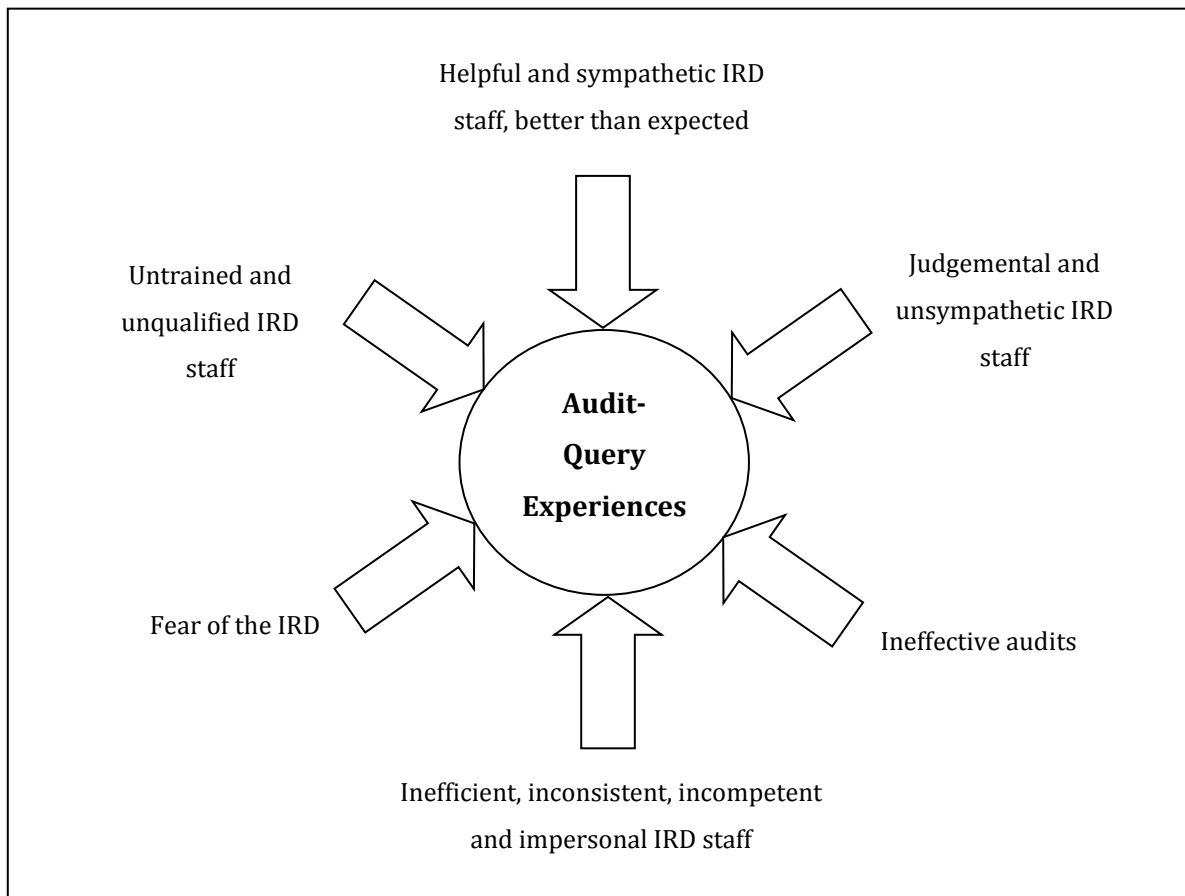 Helpful and sympathetic IRD
staff, better than expected
Untrained and
unqualified IRD
staff
Judgemental and
unsympathetic IRD
staff
Audit-
Query
Experiences
Fear of the IRD
Ineffective audits
Inefficient, inconsistent, incompetent
and impersonal IRD staff